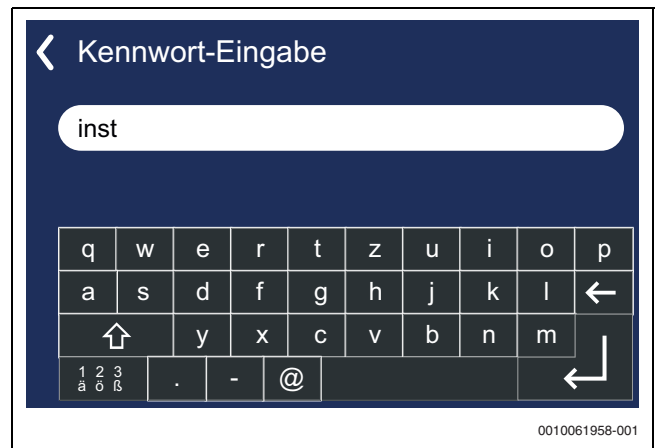 Kennwort-Eingabe
inst
q w e r t z u i o p
a s d f g h j k l
y x c v b n m
1 2 3
ä ö ß . - @
0010061958-001